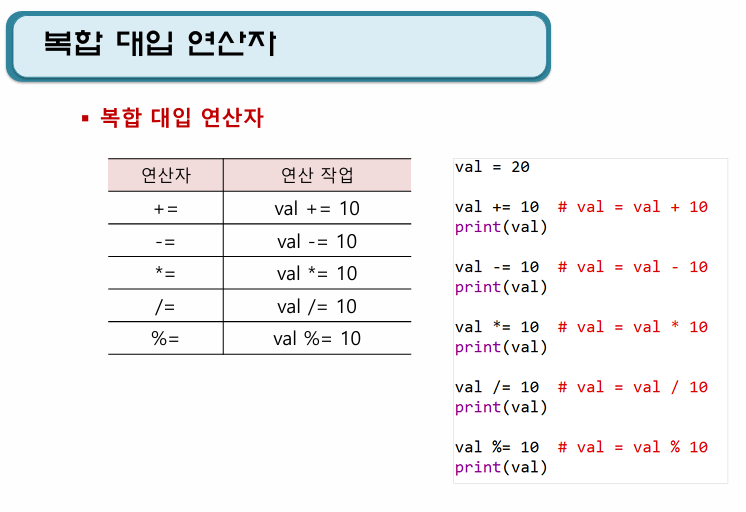 복합 대입 연산자
▪ 복합 대입 연산자
연산자 연산 작업
+= val += 10
-= val -= 10
*= val *= 10
/= val /= 10
%= val %= 10
val = 20
val += 10  # val = val + 10
print(val)
val -= 10  # val = val - 10
print(val)
val *= 10  # val = val * 10
print(val)
val /= 10  # val = val / 10
print(val)
val %= 10  # val = val % 10
print(val)